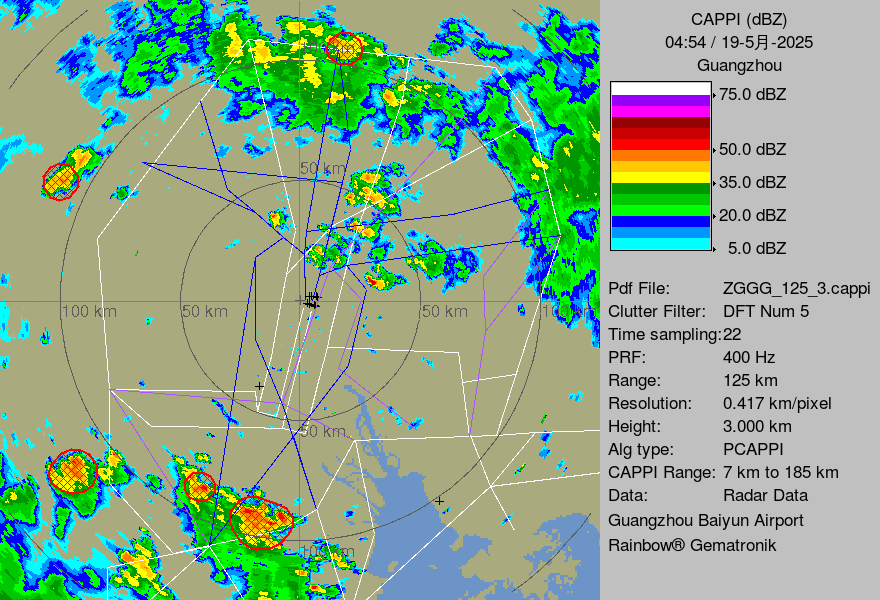 CAPPI (dBZ)
04:54 / 19-5月-2025
Guangzhou
75.0 dBZ
50.0 dBZ
35.0 dBZ
20.0 dBZ
5.0 dBZ
Pdf File: ZGGG_125_3.cappi
Clutter Filter: DFT Num 5
Time sampling:22
PRF: 400 Hz
Range: 125 km
Resolution: 0.417 km/pixel
Height: 3.000 km
Alg type: PCAPPI
CAPPI Range: 7 km to 185 km
Data: Radar Data
Guangzhou Baiyun Airport
Rainbow® Gematronik
50 km
100 km
50 km
50 km
50 km
100 km